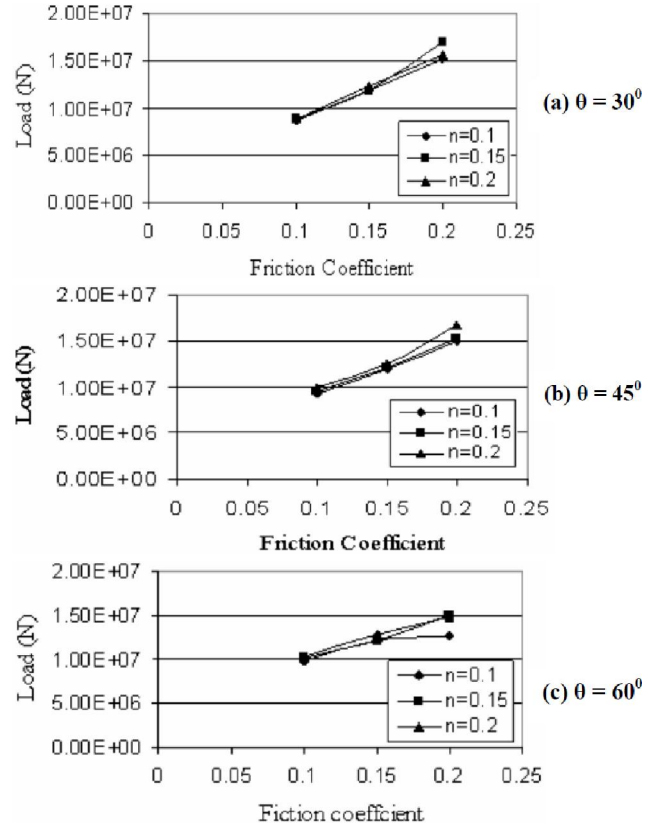 2.00E+07
1.50E+07
1.00E+07
5.00E+06
0.00E+00
Load (N)
n=0.1
n=0.15
n=0.2
0 0.05 0.1 0.15 0.2 0.25
Friction Coefficient
(a) θ = 30⁰
2.00E+07
1.50E+07
1.00E+07
5.00E+06
0.00E+00
Load(N)
n=0.1
n=0.15
n=0.2
0 0.05 0.1 0.15 0.2 0.25
Friction Coefficient
(b) θ = 45⁰
2.00E+07
1.50E+07
1.00E+07
5.00E+06
0.00E+00
Load (N)
n=0.1
n=0.15
n=0.2
0 0.05 0.1 0.15 0.2 0.25
Fiction coeffcient
(c) θ = 60⁰